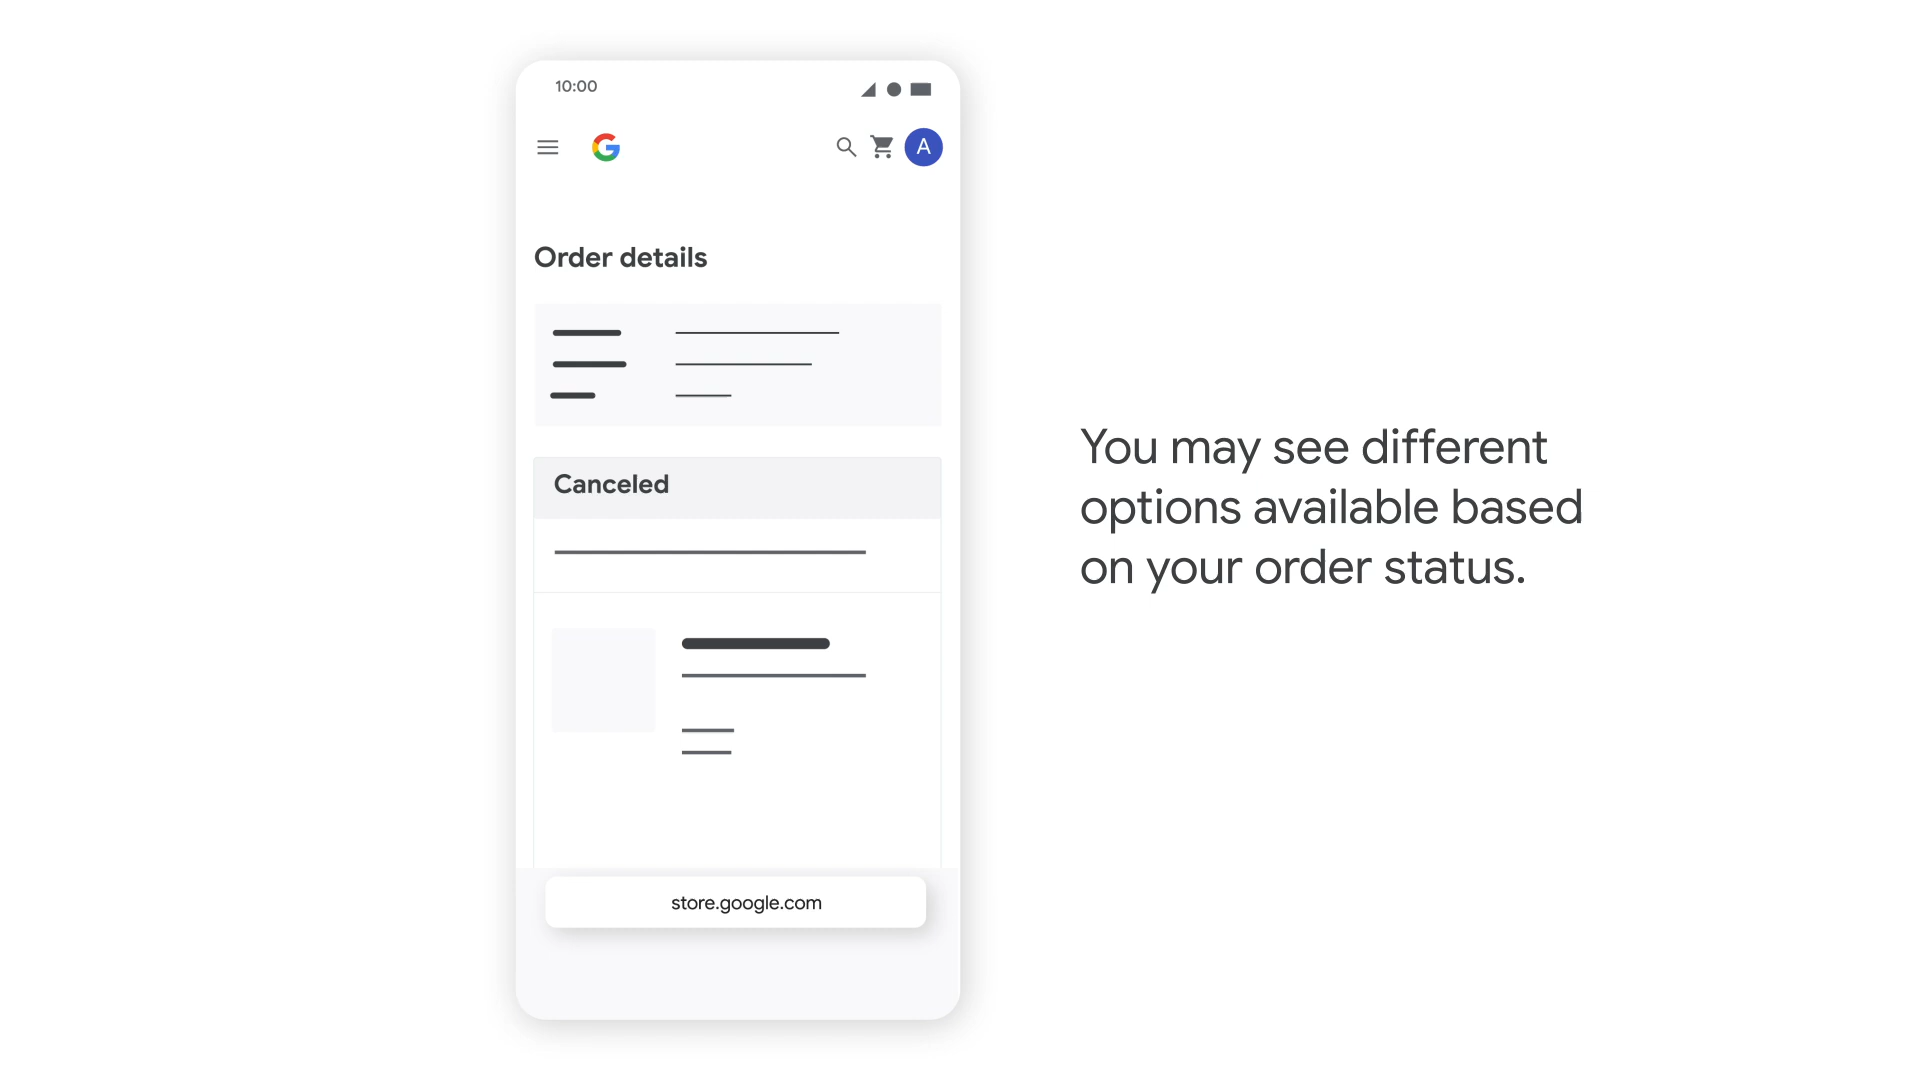 10:00
A
Order details
Canceled
store.google.com
You may see different
options available based
on your order status.